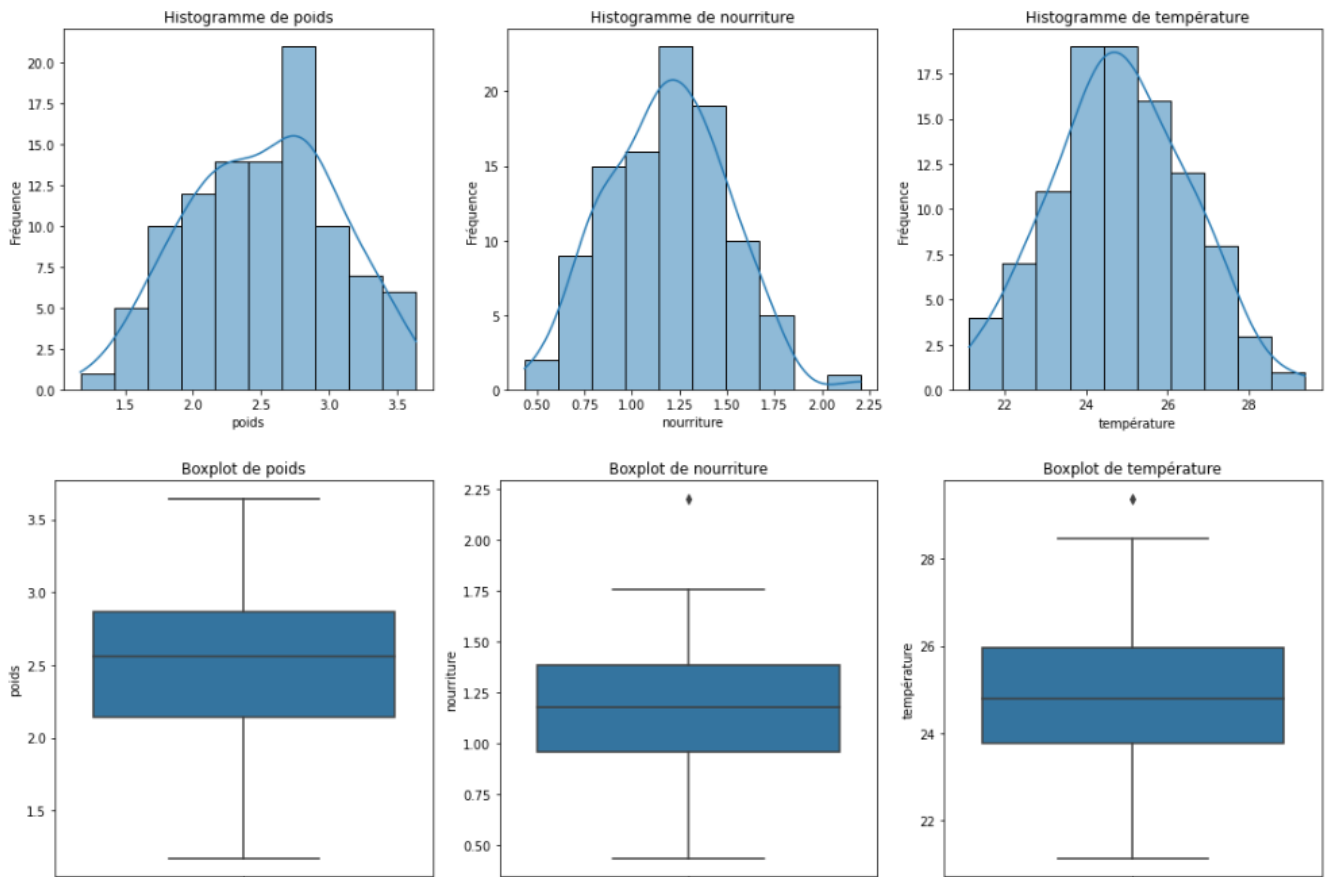 Histogramme de poids
20.0
17.5
15.0
12.5
10.0
7.5
5.0
2.5
0.0
Fréquence
1.5 2.0 2.5 3.0 3.5
poids
Histogramme de nourriture
20
15
10
5
0
Fréquence
0.50 0.75 1.00 1.25 1.50 1.75 2.00 2.25
nourriture
Histogramme de température
17.5
15.0
12.5
10.0
7.5
5.0
2.5
0.0
Fréquence
22 24 26 28
température
Boxplot de poids
3.5
3.0
2.5
2.0
1.5
poids
Boxplot de nourriture
2.25
2.00
1.75
1.50
1.25
1.00
0.75
0.50
nourriture
Boxplot de température
28
26
24
22
température